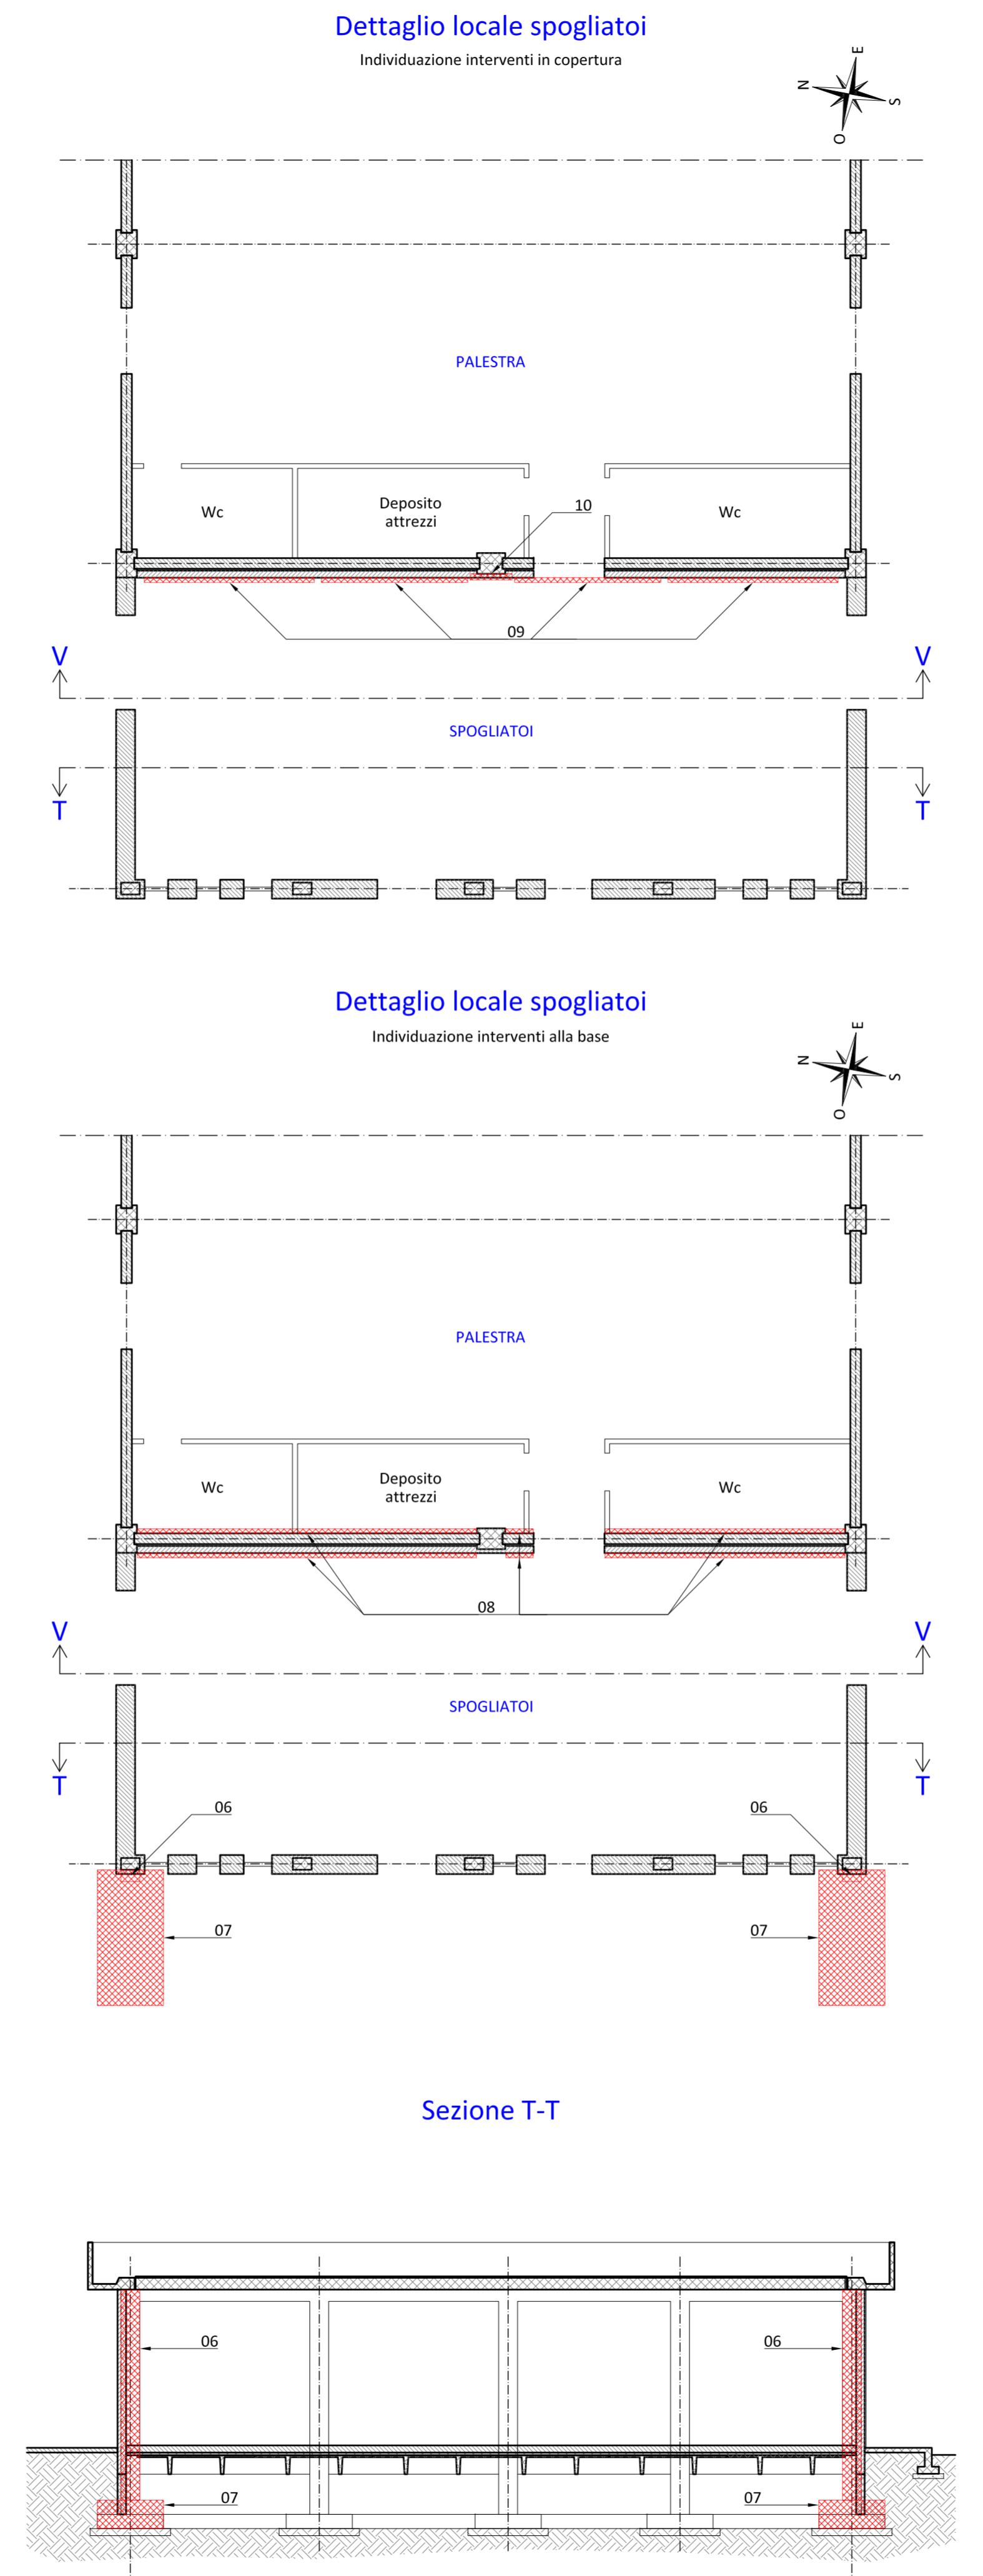 Dettaglio locale spogliatoi
Individuazione interventi in copertura
E
N
S
O
PALESTRA
Wc
Deposito
attrezzi
10
Wc
09
V
V
SPOGLIATOI
T
T
Dettaglio locale spogliatoi
Individuazione interventi alla base
E
N
S
O
PALESTRA
Wc
Deposito
attrezzi
Wc
08
V
V
SPOGLIATOI
T
T
06
06
07
07
Sezione T-T
06
06
07
07